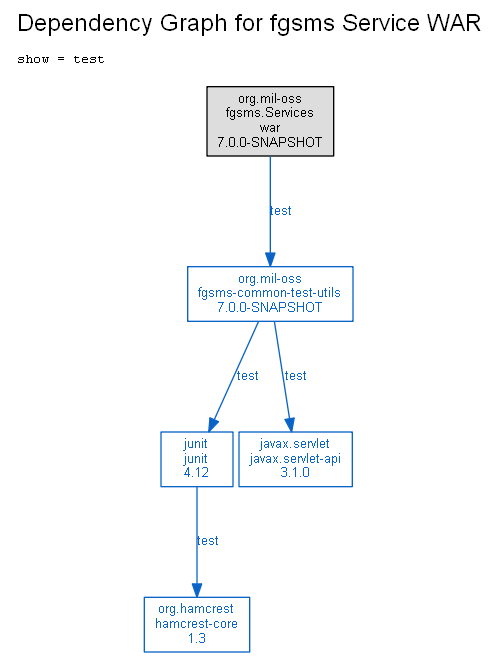 Dependency Graph for fgsms Service WAR
show = test
org.mil-oss
fgsms.Services
war
7.0.0-SNAPSHOT
test
org.mil-oss
fgsms-common-test-utils
7.0.0-SNAPSHOT
test
test
junit
junit
4.12
javax.servlet
javax.servlet-api
3.1.0
test
org.hamcrest
hamcrest-core
1.3